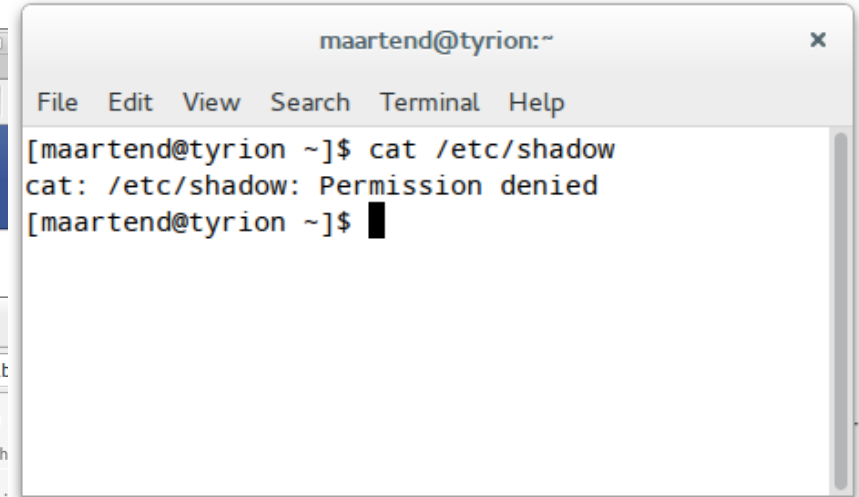 maartend@tyrion:~
File Edit View Search Terminal Help
[maartend@tyrion ~]$ cat /etc/shadow
cat: /etc/shadow: Permission denied
[maartend@tyrion ~]$